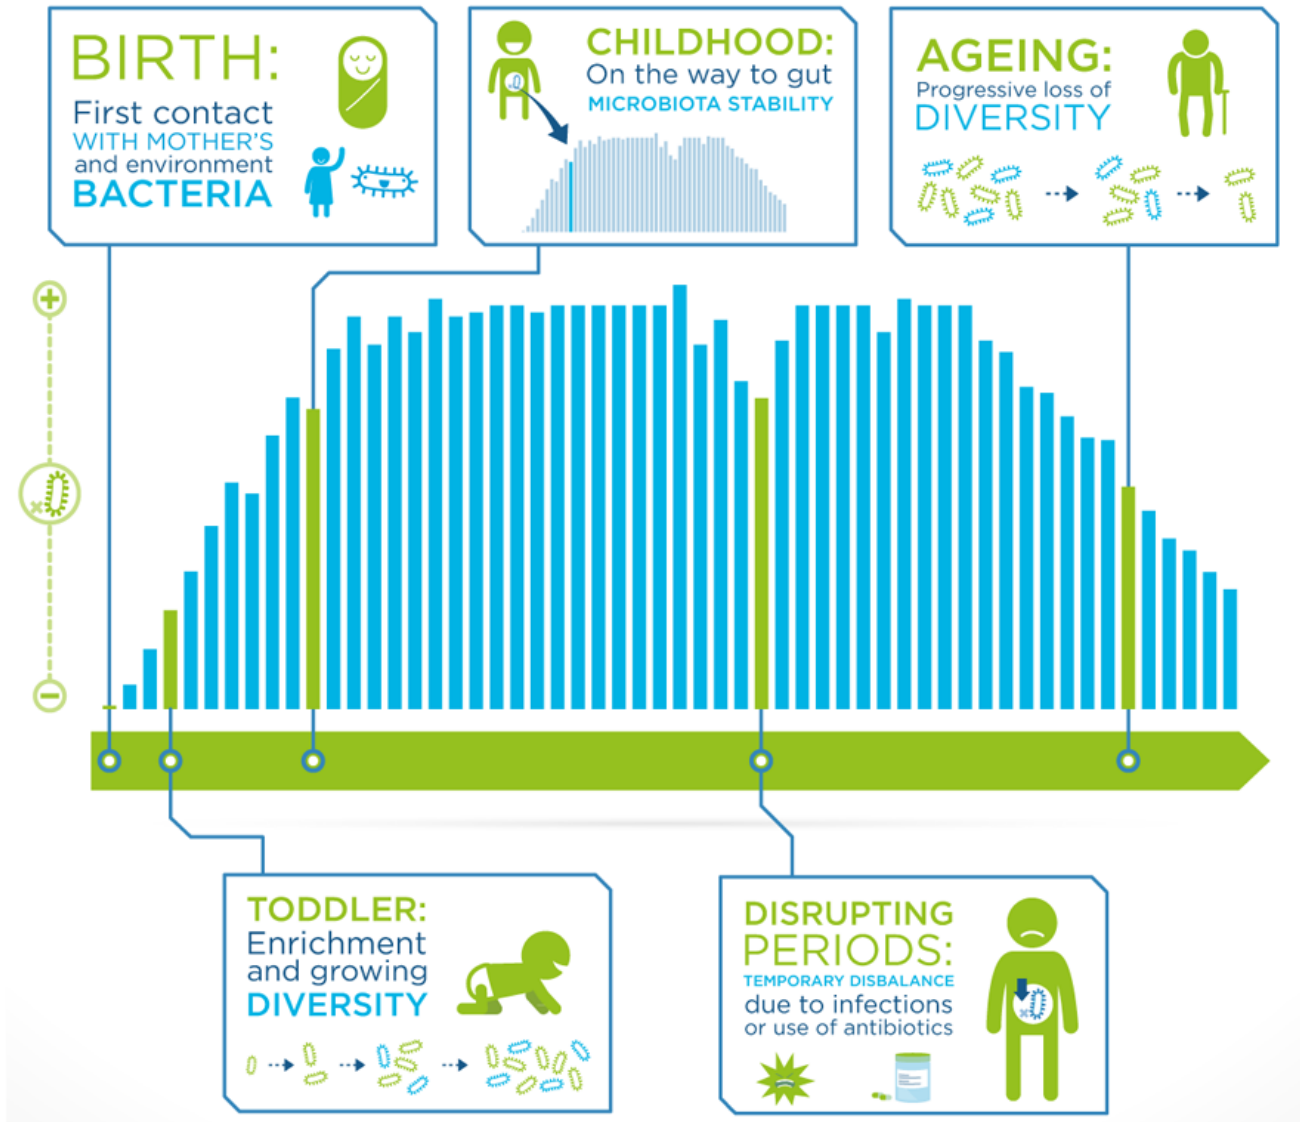 BIRTH:
First contact
WITH MOTHER'S
and environment
BACTERIA
CHILDHOOD:
On the way to gut
MICROBIOTA STABILITY
AGEING:
Progressive loss of
DIVERSITY
TODDLER:
Enrichment
and growing
DIVERSITY
DISRUPTING
PERIODS:
TEMPORARY DISBALANCE
due to infections
or use of antibiotics